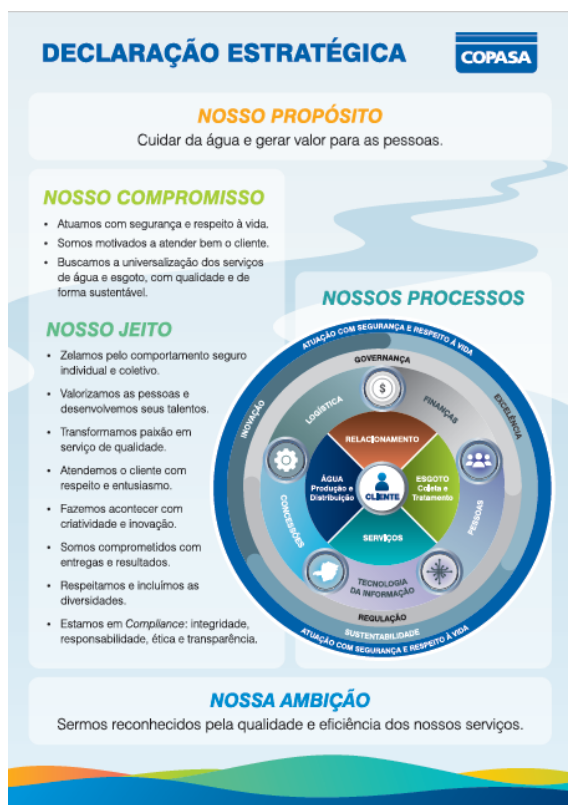 DECLARAÇÃO ESTRATÉGICA
COPASA
NOSSO PROPÓSITO
Cuidar da água e gerar valor para as pessoas.
NOSSO COMPROMISSO
• Atuamos com segurança e respeito à vida.
• Somos motivados a atender bem o cliente.
• Buscamos a universalização dos serviços
de água e esgoto, com qualidade e de
forma sustentável.
NOSSO JEITO
• Zelamos pelo comportamento seguro
individual e coletivo.
• Valorizamos as pessoas e
desenvolvemos seus talentos.
• Transformamos paixão em
serviço de qualidade.
• Atendemos o cliente com
respeito e entusiasmo.
• Fazemos acontecer com
criatividade e inovação.
• Somos comprometidos com
entregas e resultados.
• Respeitamos e incluímos as
diversidades.
• Estamos em Compliance: integridade,
responsabilidade, ética e transparência.
NOSSOS PROCESSOS
ATUAÇÃO COM SEGURANÇA E RESPEITO À VIDA
GOVERNANÇA
INOVAÇÃO
EXCELÊNCIA
$
LOGÍSTICA
FINANÇAS
RELACIONAMENTO
ÁGUA
Produção e
Distribuição
CLIENTE
ESGOTO
Coleta e
Tratamento
CONCESSÕES
PESSOAS
SERVIÇOS
TECNOLOGIA
DA INFORMAÇÃO
REGULAÇÃO
SUSTENTABILIDADE
ATUAÇÃO COM SEGURANÇA E RESPEITO À VIDA
NOSSA AMBIÇÃO
Sermos reconhecidos pela qualidade e eficiência dos nossos serviços.